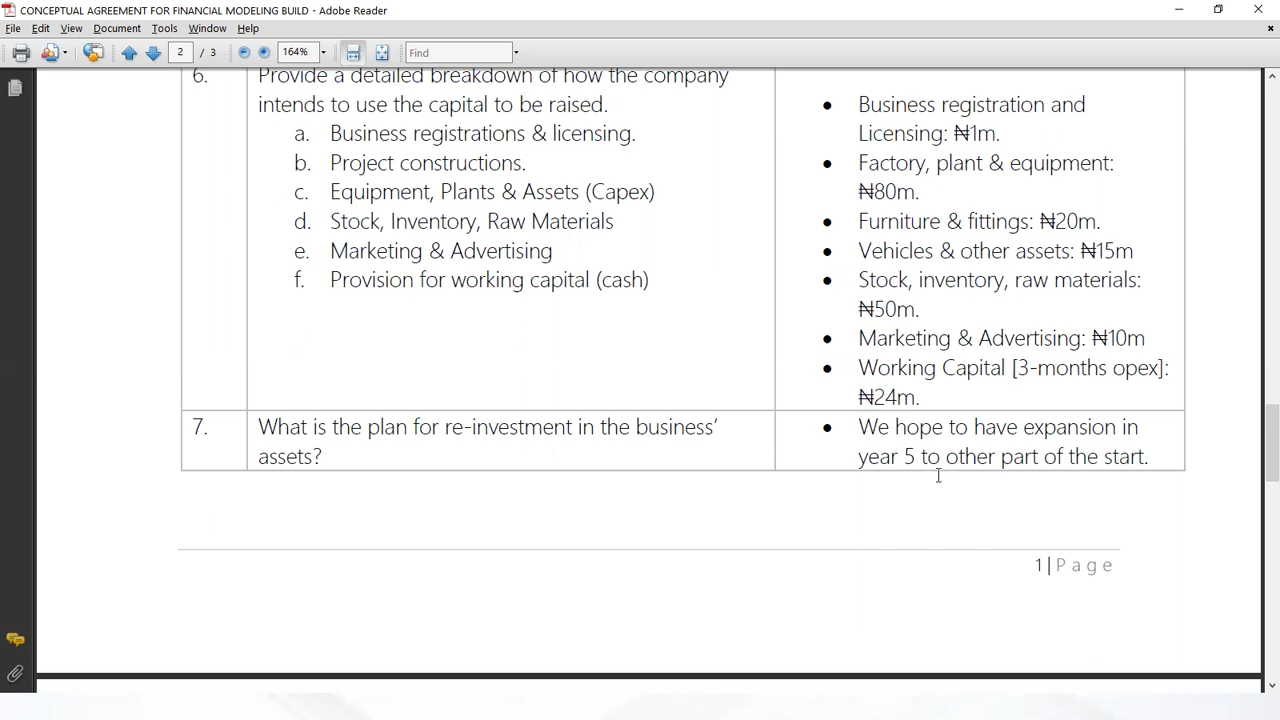 CONCEPTUAL AGREEMENT FOR FINANCIAL MODELING BUILD - Adobe Reader
File Edit View Document Tools Window Help
2 / 3 164% Find
6. Provide a detailed breakdown of how the company
intends to use the capital to be raised.
a. Business registrations & licensing.
b. Project constructions.
c. Equipment, Plants & Assets (Capex)
d. Stock, Inventory, Raw Materials
e. Marketing & Advertising
f. Provision for working capital (cash)
• Business registration and
Licensing: ₦1m.
• Factory, plant & equipment:
₦80m.
• Furniture & fittings: ₦20m.
• Vehicles & other assets: ₦15m
• Stock, inventory, raw materials:
₦50m.
• Marketing & Advertising: ₦10m
• Working Capital [3-months opex]:
₦24m.
7. What is the plan for re-investment in the business’
assets?
• We hope to have expansion in
year 5 to other part of the start.
1 | P a g e